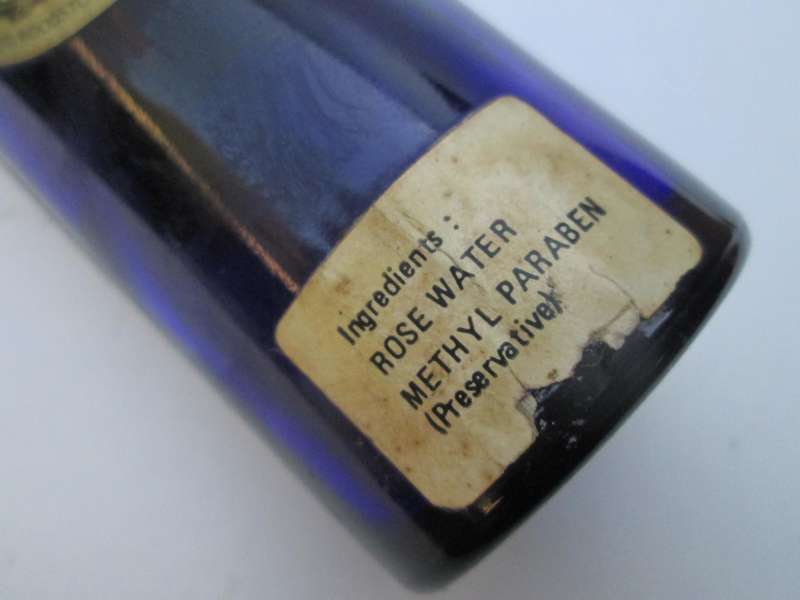 Ingredients :
ROSE WATER
METHYL PARABEN
(Preservative)